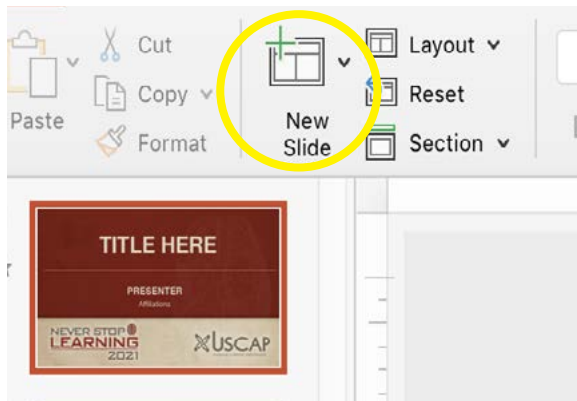 Paste
Cut
Copy
Format
New
Slide
Layout
Reset
Section
TITLE HERE
PRESENTER
Affiliations
NEVER STOP
LEARNING
2021
USCAP